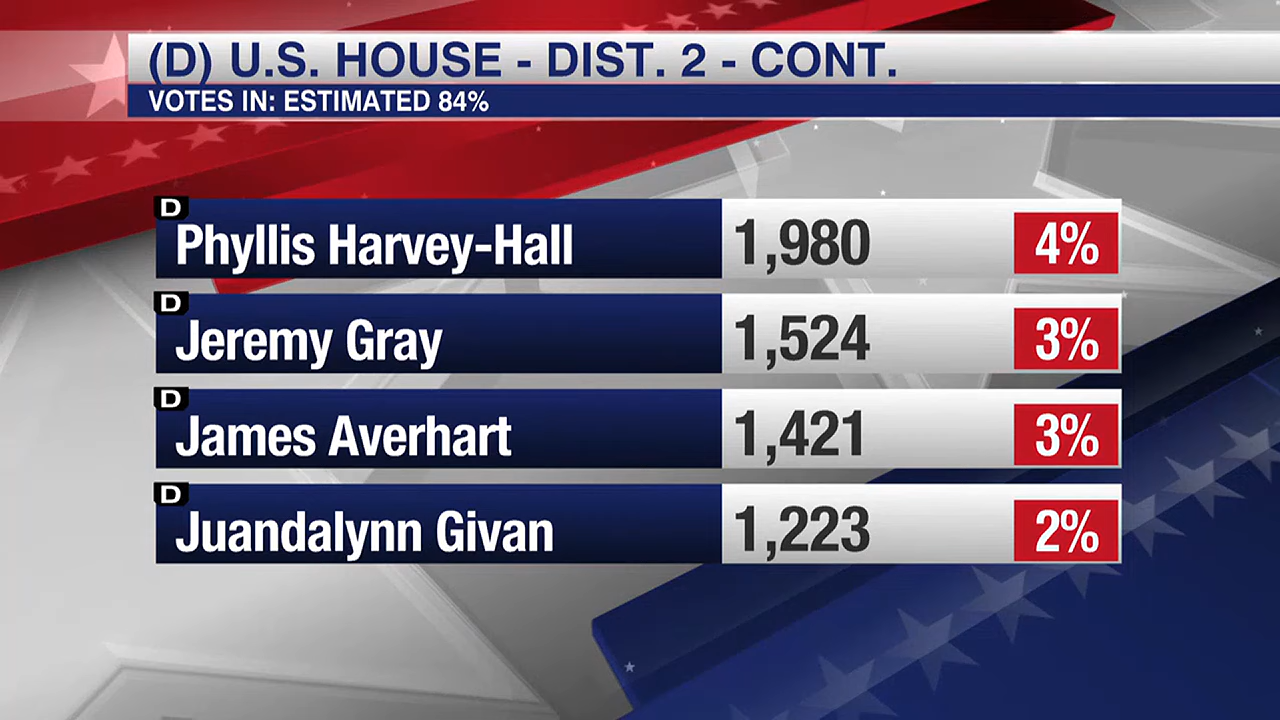 (D) U.S. HOUSE - DIST. 2 - CONT.
VOTES IN: ESTIMATED 84%
D
Phyllis Harvey-Hall 1,980 4%
D
Jeremy Gray 1,524 3%
D
James Averhart 1,421 3%
D
Juandalynn Givan 1,223 2%